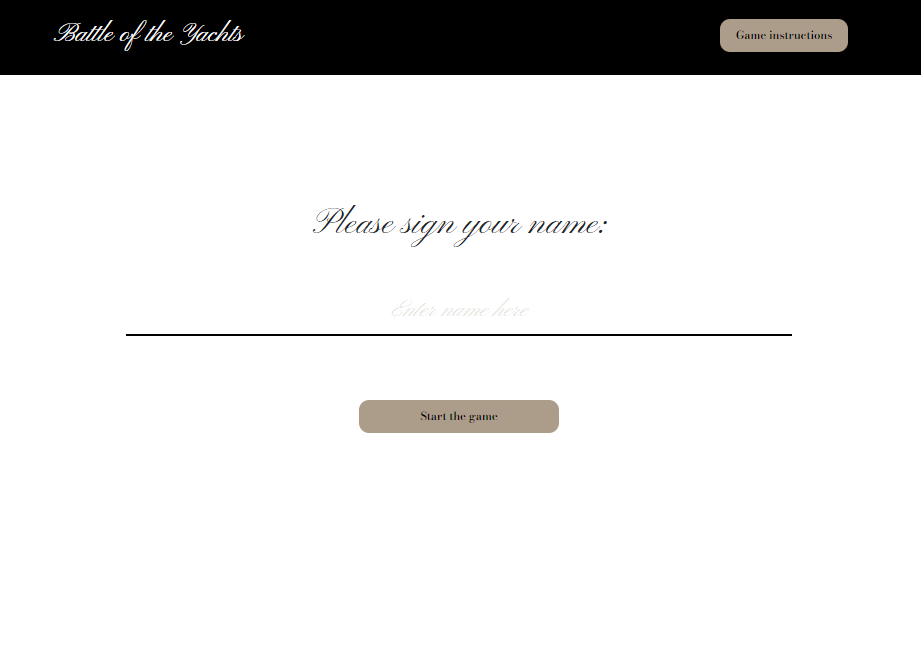 Battle of the Yachts
Game instructions
Please sign your name:
Enter name here
Start the game